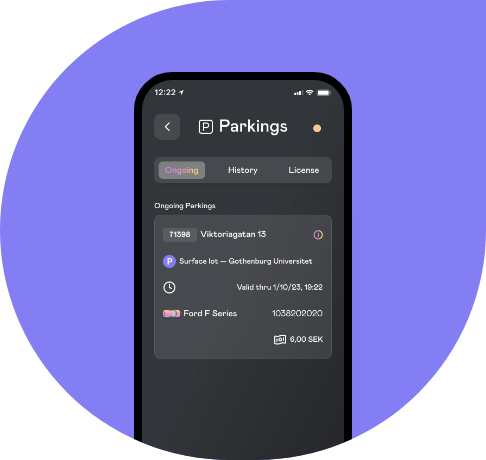 12:22
P Parkings
Ongoing History License
Ongoing Parkings
71396 Viktoriagatan 13
P Surface lot — Gothenburg Universitet
Valid thru 1/10/23, 19:22
Ford F Series 1038202020
6,00 SEK